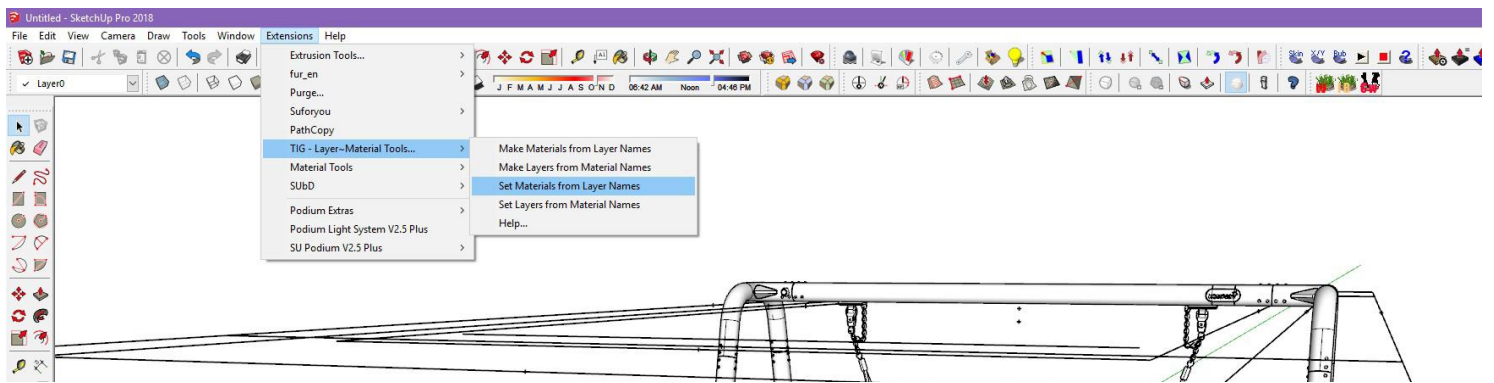 Untitled - SketchUp Pro 2018
File Edit View Camera Draw Tools Window Extensions Help
Layer0
J F M A M J J A S O N D 06:42 AM Noon 04:46 PM
Extrusion Tools...
fur_en
Purge...
Suforyou
PathCopy
TIG - Layer~Material Tools...
Material Tools
SUbD
Podium Extras
Podium Light System V2.5 Plus
SU Podium V2.5 Plus
Make Materials from Layer Names
Make Layers from Material Names
Set Materials from Layer Names
Set Layers from Material Names
Help...